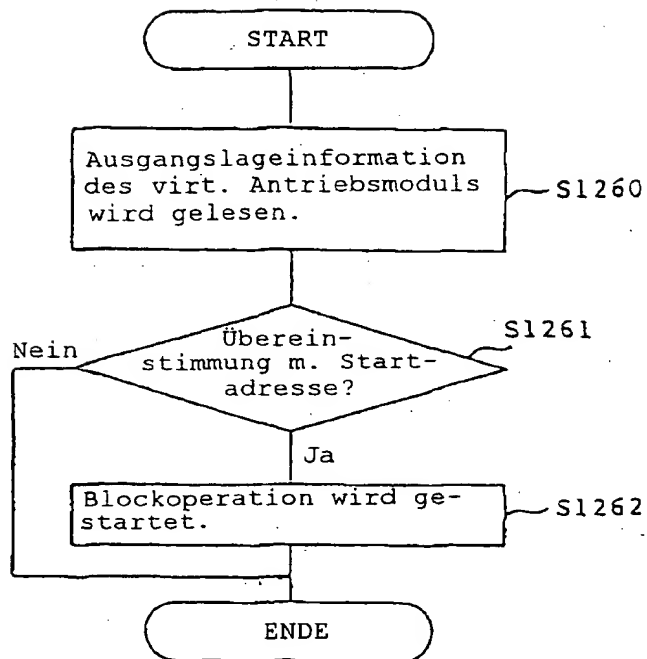 START
Ausgangslageinformation
des virt. Antriebsmoduls
wird gelesen.
S1260
Überein-
stimmung m. Start-
adresse?
S1261
Nein
Ja
Blockoperation wird ge-
startet.
S1262
ENDE